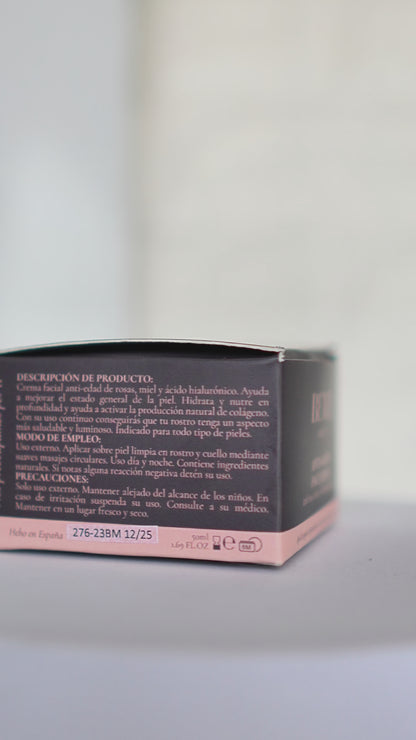 DESCRIPCIÓN DE PRODUCTO:
Crema facial anti-edad de rosas, miel y ácido hialurónico. Ayuda
a mejorar el estado general de la piel. Hidrata y nutre en
profundidad y ayuda a activar la producción natural de colágeno.
Con su uso continuo conseguirás que tu rostro tenga un aspecto
más saludable y luminoso. Indicado para todo tipo de pieles.
MODO DE EMPLEO:
Uso externo. Aplicar sobre piel limpia en rostro y cuello mediante
suaves masajes circulares. Uso día y noche. Contiene ingredientes
naturales. Si notas alguna reacción negativa detén su uso.
PRECAUCIONES:
Solo uso externo. Mantener alejado del alcance de los niños. En
caso de irritación suspenda su uso. Consulte a su médico.
Mantener en un lugar fresco y seco.
Hecho en España 276-23BM 12/25
50ml
1.69 FL OZ